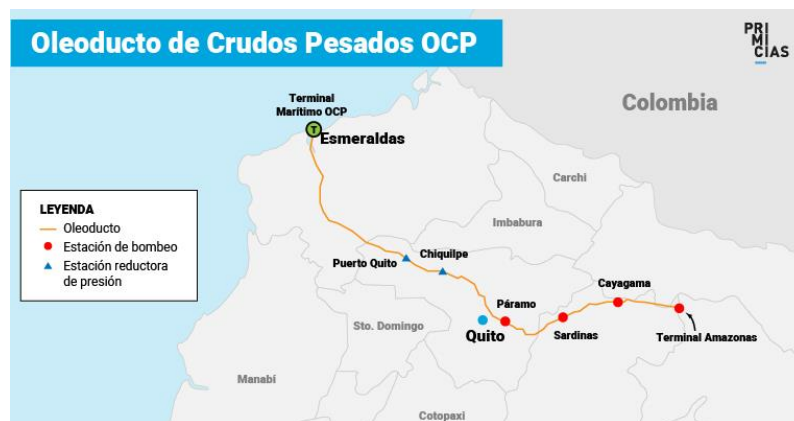 Oleoducto de Crudos Pesados OCP
PRI
MI
CIAS
Terminal
Marítimo OCP
T
Esmeraldas
Colombia
Carchi
Imbabura
LEYENDA
Oleoducto
Estación de bombeo
Estación reductora
de presión
Puerto Quito
Chiquilpe
Cayagama
Páramo
Sto. Domingo
Quito
Sardinas
Terminal Amazonas
Manabí
Cotopaxi